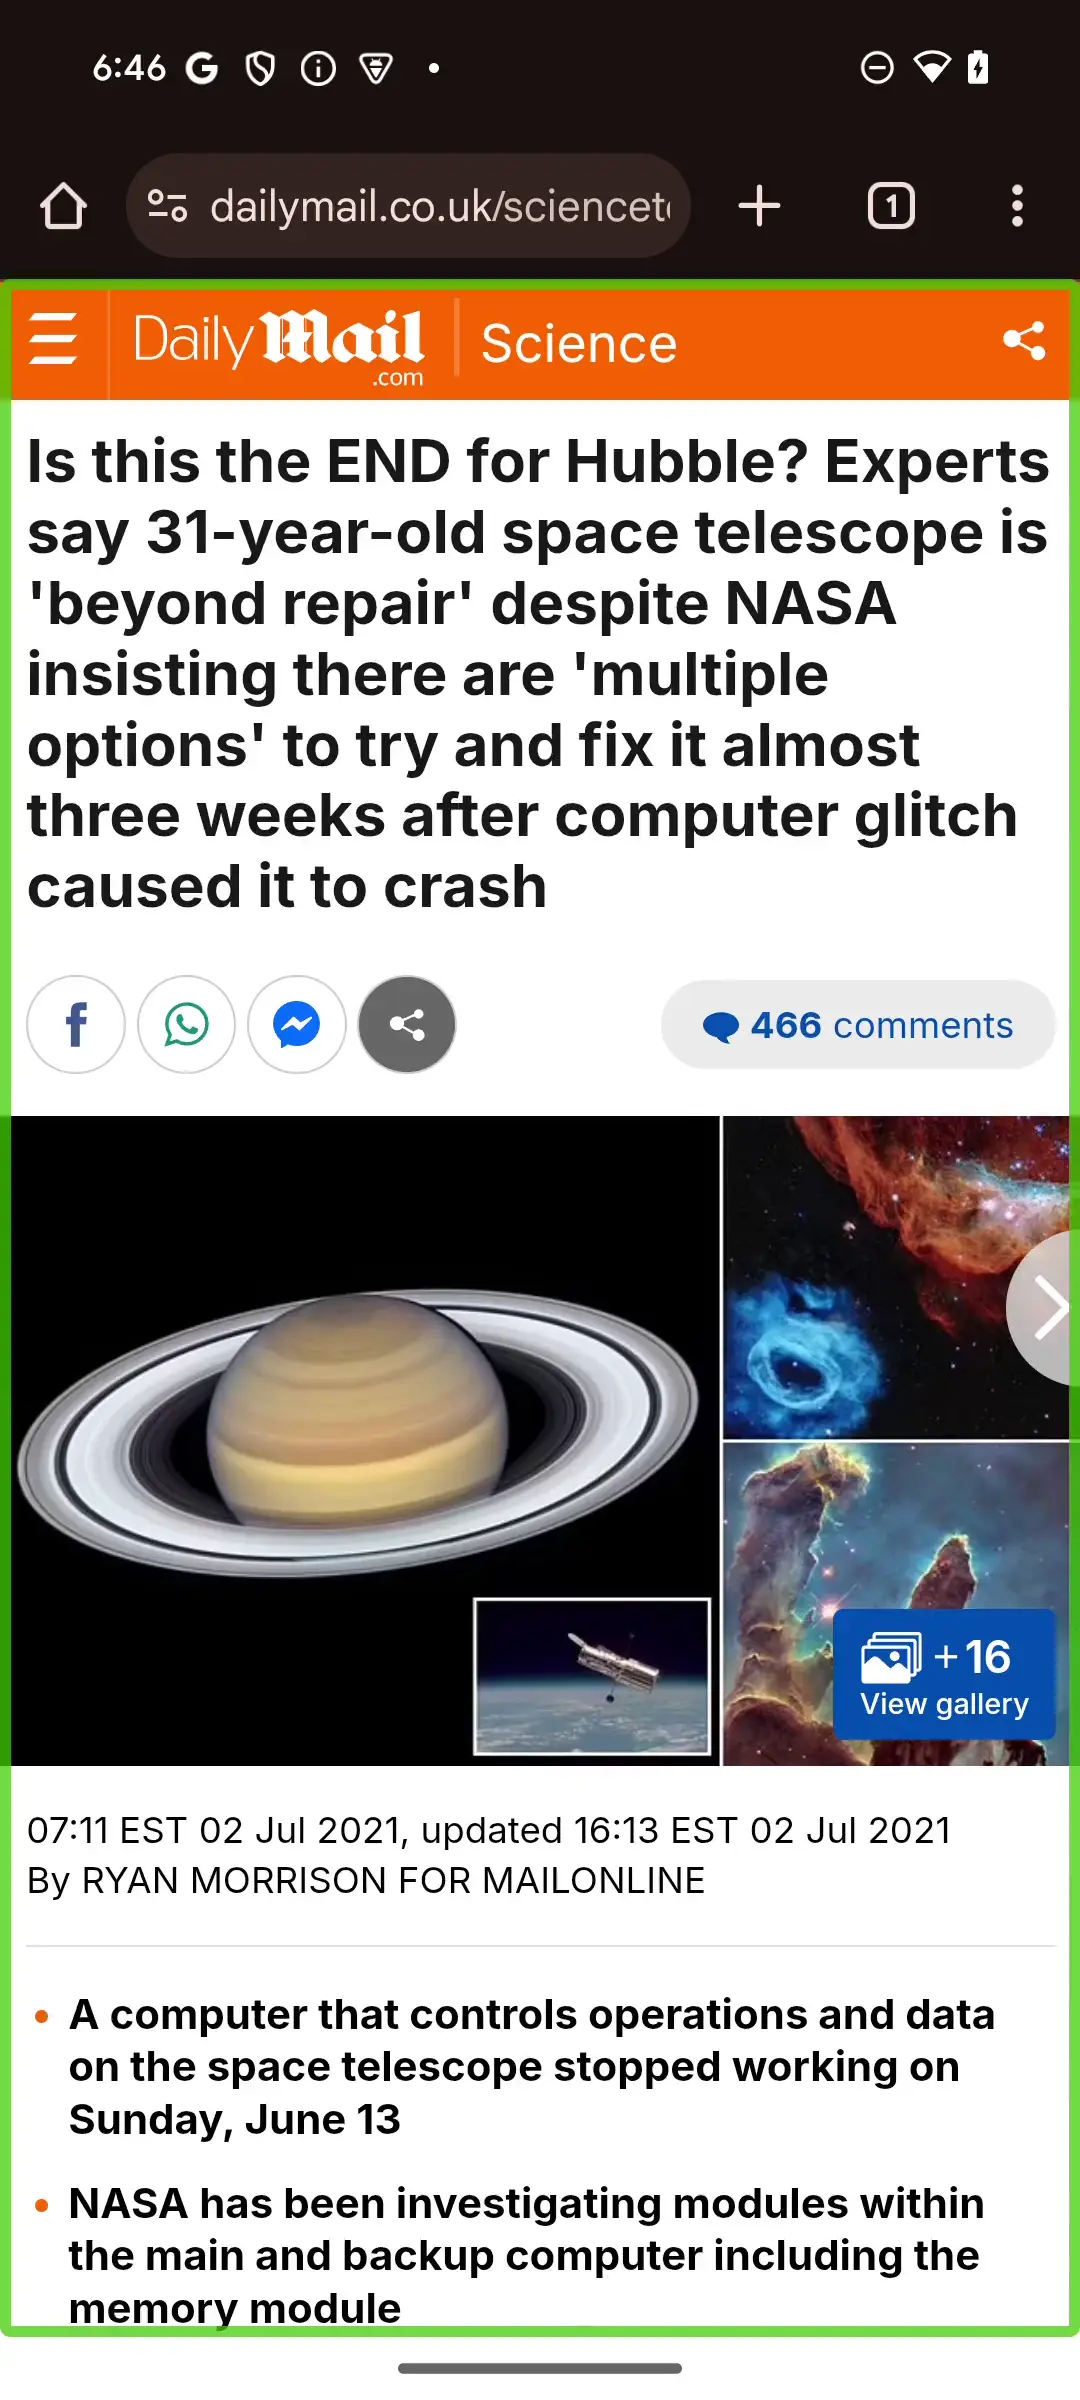 6:46
dailymail.co.uk/sciencet
1
Daily Mail
.com
Science
Is this the END for Hubble? Experts
say 31-year-old space telescope is
'beyond repair' despite NASA
insisting there are 'multiple
options' to try and fix it almost
three weeks after computer glitch
caused it to crash
466 comments
+16
View gallery
07:11 EST 02 Jul 2021, updated 16:13 EST 02 Jul 2021
By RYAN MORRISON FOR MAILONLINE
A computer that controls operations and data
on the space telescope stopped working on
Sunday, June 13
NASA has been investigating modules within
the main and backup computer including the
memory module